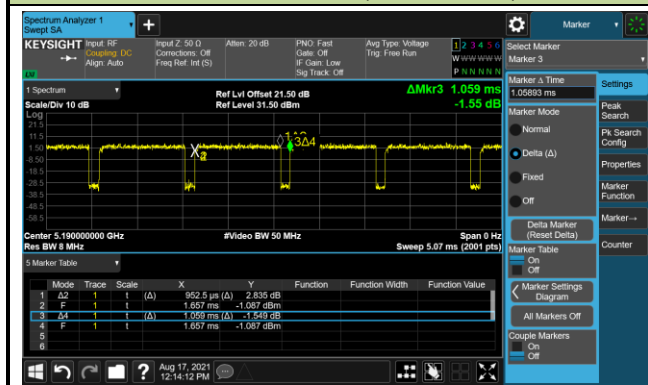 Spectrum Analyzer 1
Swept SA
+
Marker
KEYSIGHT Input: RF Input Z: 50 Ω Atten: 20 dB PNO: Fast Avg Type: Voltage 1 2 3 4 5 6
Coupling: DC Corrections: Off Gate: Off Trig: Free Run
Align: Auto Freq Ref: Int (S) IF Gain: Low W W W W W W
Sig Track: Off P N N N N N
Select Marker
Marker 3
1 Spectrum
Ref Lvl Offset 21.50 dB ΔMkr3 1.059 ms
Scale/Div 10 dB Ref Level 31.50 dBm -1.55 dB
Log
21.5
11.5
1.50
-8.50
-18.5
-28.5
-38.5
-48.5
-58.5
3Δ4
Center 5.190000000 GHz #Video BW 50 MHz Span 0 Hz
Res BW 8 MHz Sweep 5.07 ms (2001 pts)
5 Marker Table
Mode Trace Scale X Y Function Function Width Function Value
1 Δ2 1 t (Δ) 952.5 µs (Δ) 2.835 dB
2 F 1 t 1.657 ms -1.087 dBm
3 Δ4 1 t (Δ) 1.059 ms (Δ) -1.549 dB
4 F 1 t 1.657 ms -1.087 dBm
5
6
Marker Δ Time
1.05893 ms
Marker Mode
Normal
Delta (Δ)
Fixed
Off
Delta Marker
(Reset Delta)
Marker Table
On
Off
Marker Settings
Diagram
All Markers Off
Couple Markers
On
Off
Settings
Peak
Search
Pk Search
Config
Properties
Marker
Function
Marker→
Counter
? Aug 17, 2021
12:14:12 PM